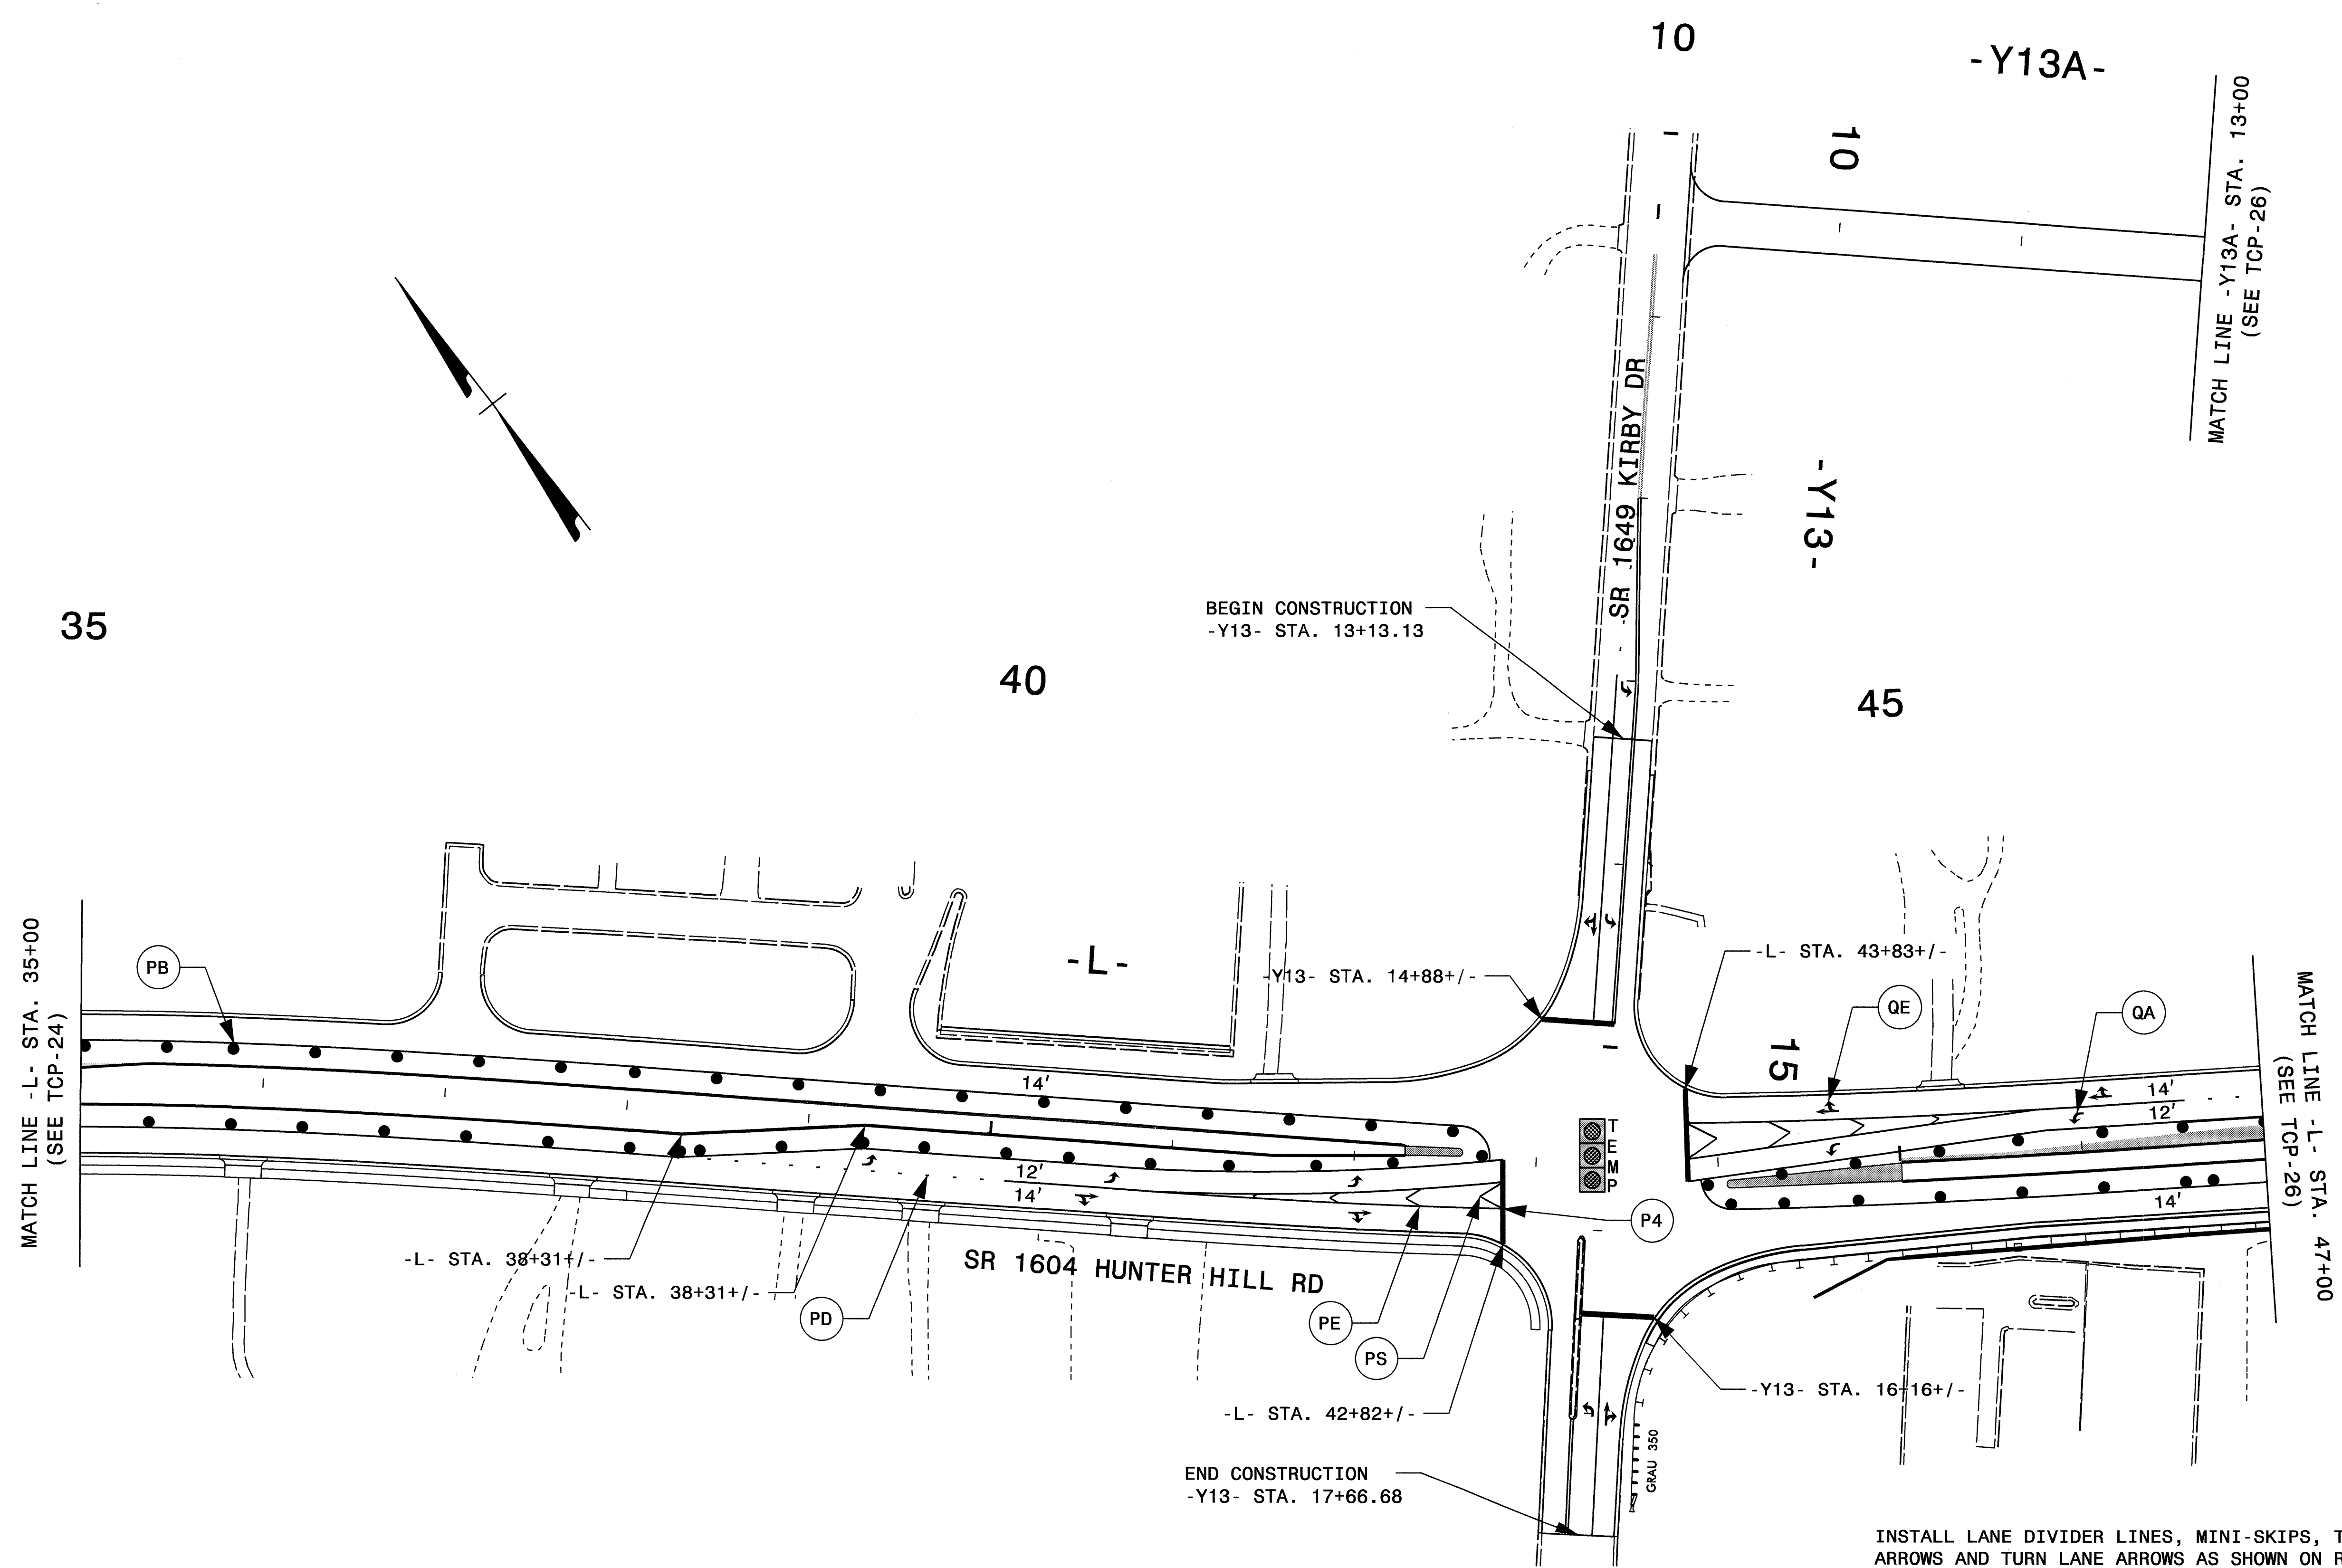 10
-Y13A-
10
MATCH LINE -Y13A- STA. 13+00
(SEE TCP-26)
SR 1649 KIRBY DR
-Y13-
BEGIN CONSTRUCTION
-Y13- STA. 13+13.13
35
40
45
MATCH LINE -L- STA. 35+00
(SEE TCP-24)
PB
-L-
-Y13- STA. 14+88+/-
-L- STA. 43+83+/-
QE
QA
15
MATCH LINE -L- STA. 47+00
(SEE TCP-26)
14'
14'
12'
TEMP
12'
14'
14'
P4
-L- STA. 38+31+/-
-L- STA. 38+31+/-
SR 1604 HUNTER HILL RD
PD
PE
PS
-L- STA. 42+82+/-
-Y13- STA. 16+16+/-
GRAU 350
END CONSTRUCTION
-Y13- STA. 17+66.68
INSTALL LANE DIVIDER LINES, MINI-SKIPS,
ARROWS AND TURN LANE ARROWS AS SHOWN ON